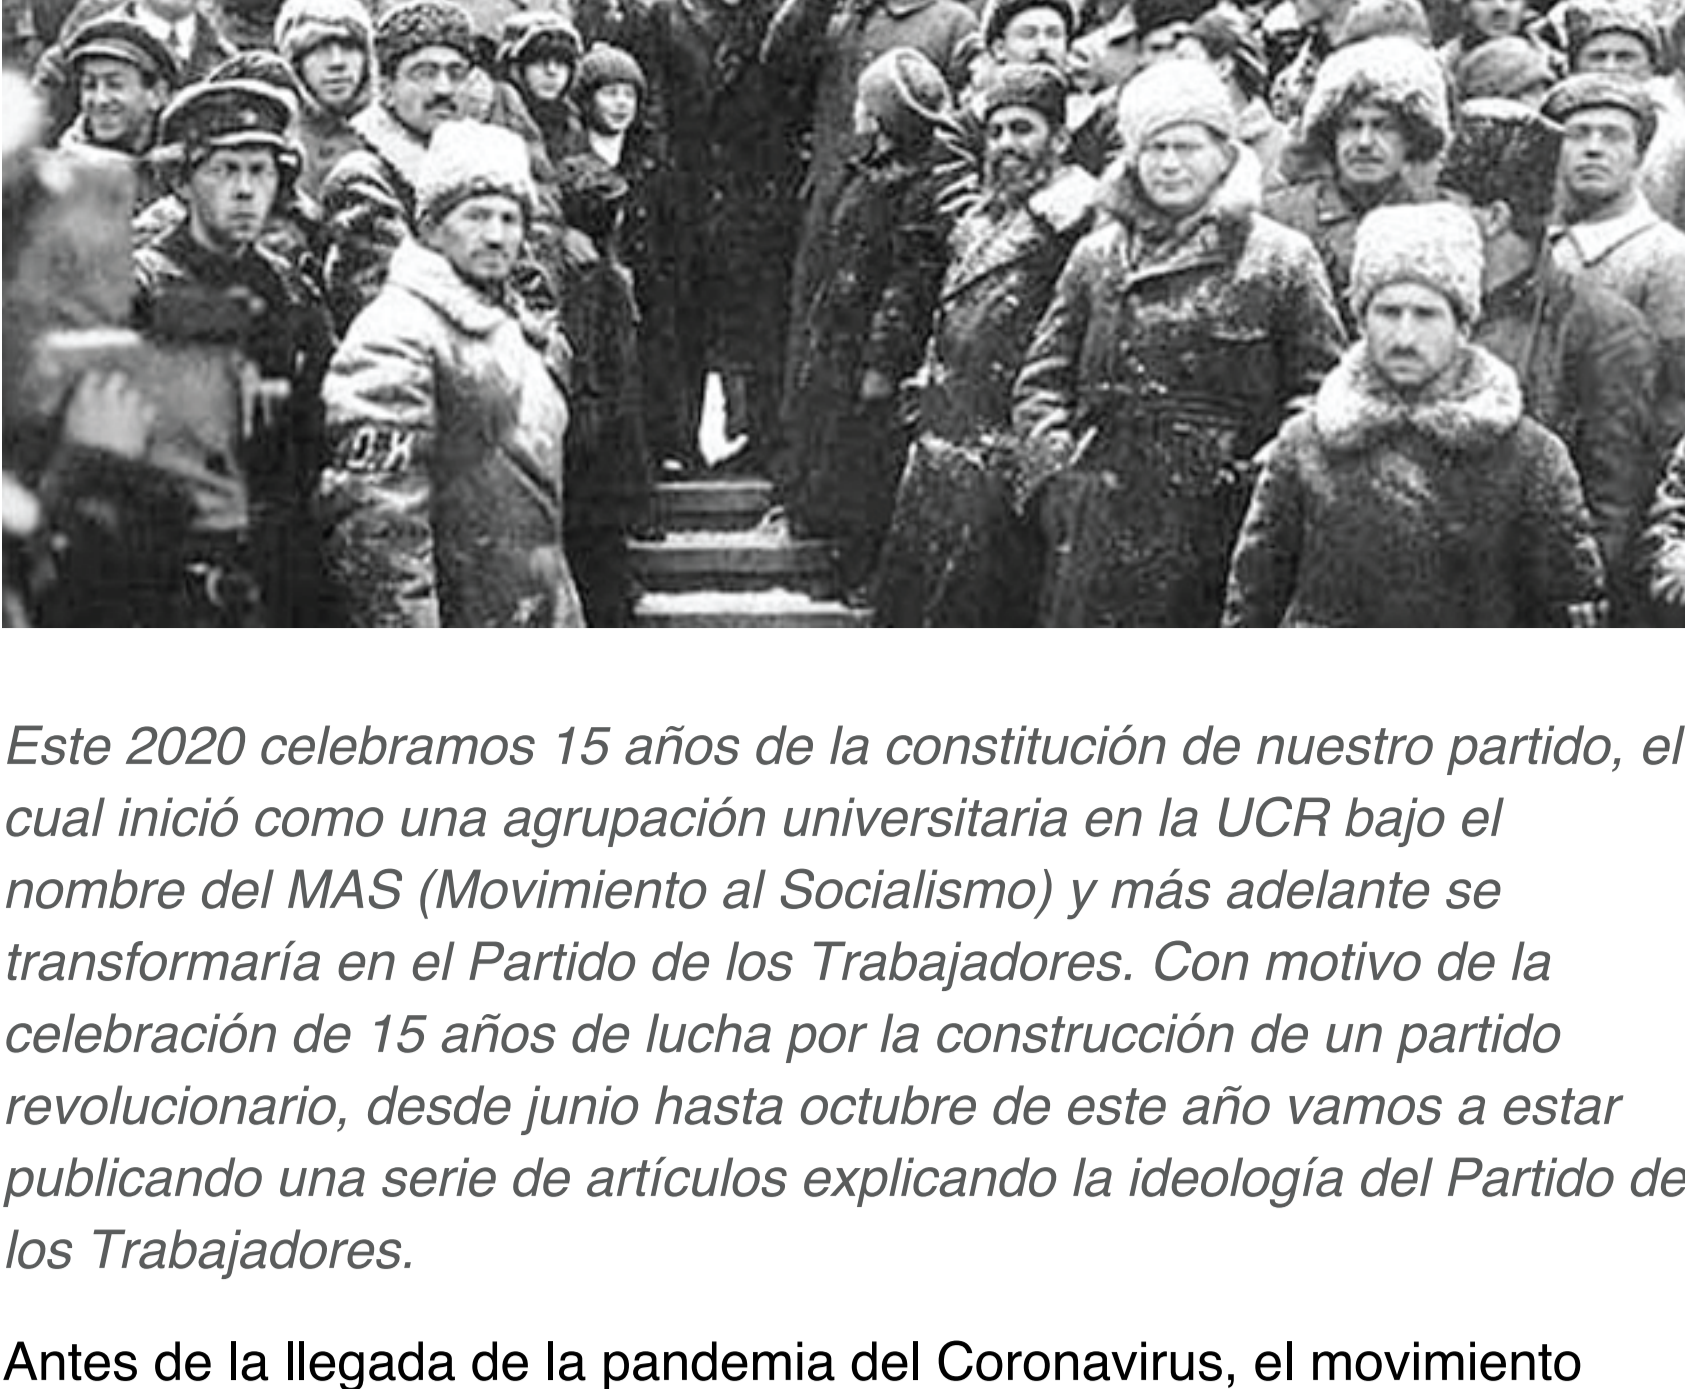 Este 2020 celebramos 15 años de la constitución de nuestro partido, el
cual inició como una agrupación universitaria en la UCR bajo el
nombre del MAS (Movimiento al Socialismo) y más adelante se
transformaría en el Partido de los Trabajadores. Con motivo de la
celebración de 15 años de lucha por la construcción de un partido
revolucionario, desde junio hasta octubre de este año vamos a estar
publicando una serie de artículos explicando la ideología del Partido de
los Trabajadores.
Antes de la llegada de la pandemia del Coronavirus, el movimiento